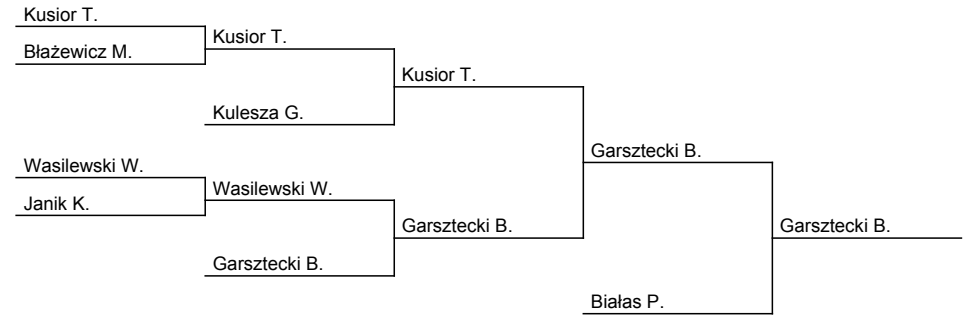 Kusior T.
Błażewicz M.
Kusior T.
Kulesza G.
Kusior T.
Wasilewski W.
Janik K.
Wasilewski W.
Garsztecki B.
Garsztecki B.
Garsztecki B.
Białas P.
Garsztecki B.